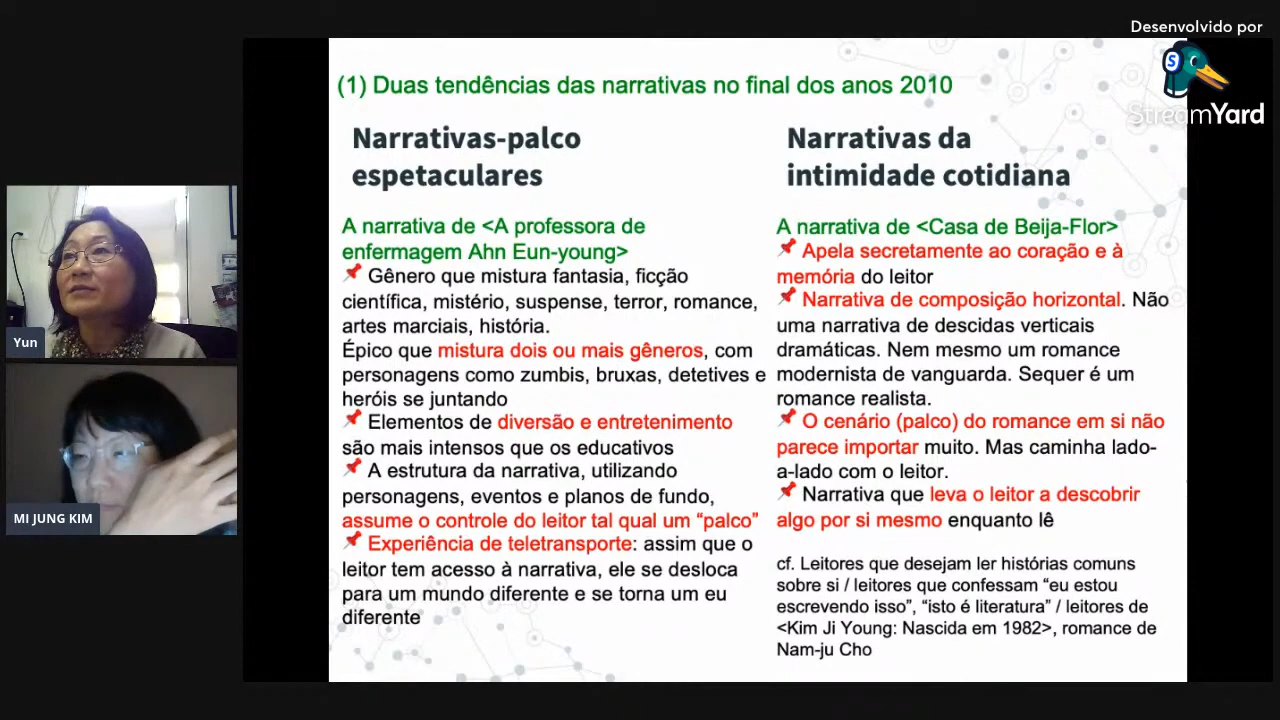 Desenvolvido por
StreamYard
(1) Duas tendências das narrativas no final dos anos 2010
Narrativas-palco
espetaculares
A narrativa de <A professora de
enfermagem Ahn Eun-young>
Gênero que mistura fantasia, ficção
científica, mistério, suspense, terror, romance,
artes marciais, história.
Épico que mistura dois ou mais gêneros, com
personagens como zumbis, bruxas, detetives e
heróis se juntando
Elementos de diversão e entretenimento
são mais intensos que os educativos
A estrutura da narrativa, utilizando
personagens, eventos e planos de fundo,
assume o controle do leitor tal qual um “palco”
Experiência de teletransporte: assim que o
leitor tem acesso à narrativa, ele se desloca
para um mundo diferente e se torna um eu
diferente
Narrativas da
intimidade cotidiana
A narrativa de <Casa de Beija-Flor>
Apela secretamente ao coração e à
memória do leitor
Narrativa de composição horizontal. Não
uma narrativa de descidas verticais
dramáticas. Nem mesmo um romance
modernista de vanguarda. Sequer é um
romance realista.
O cenário (palco) do romance em si não
parece importar muito. Mas caminha lado-
a-lado com o leitor.
Narrativa que leva o leitor a descobrir
algo por si mesmo enquanto lê
cf. Leitores que desejam ler histórias comuns
sobre si / leitores que confessam “eu estou
escrevendo isso”, “isto é literatura” / leitores de
<Kim Ji Young: Nascida em 1982>, romance de
Nam-ju Cho
Yun
MI JUNG KIM